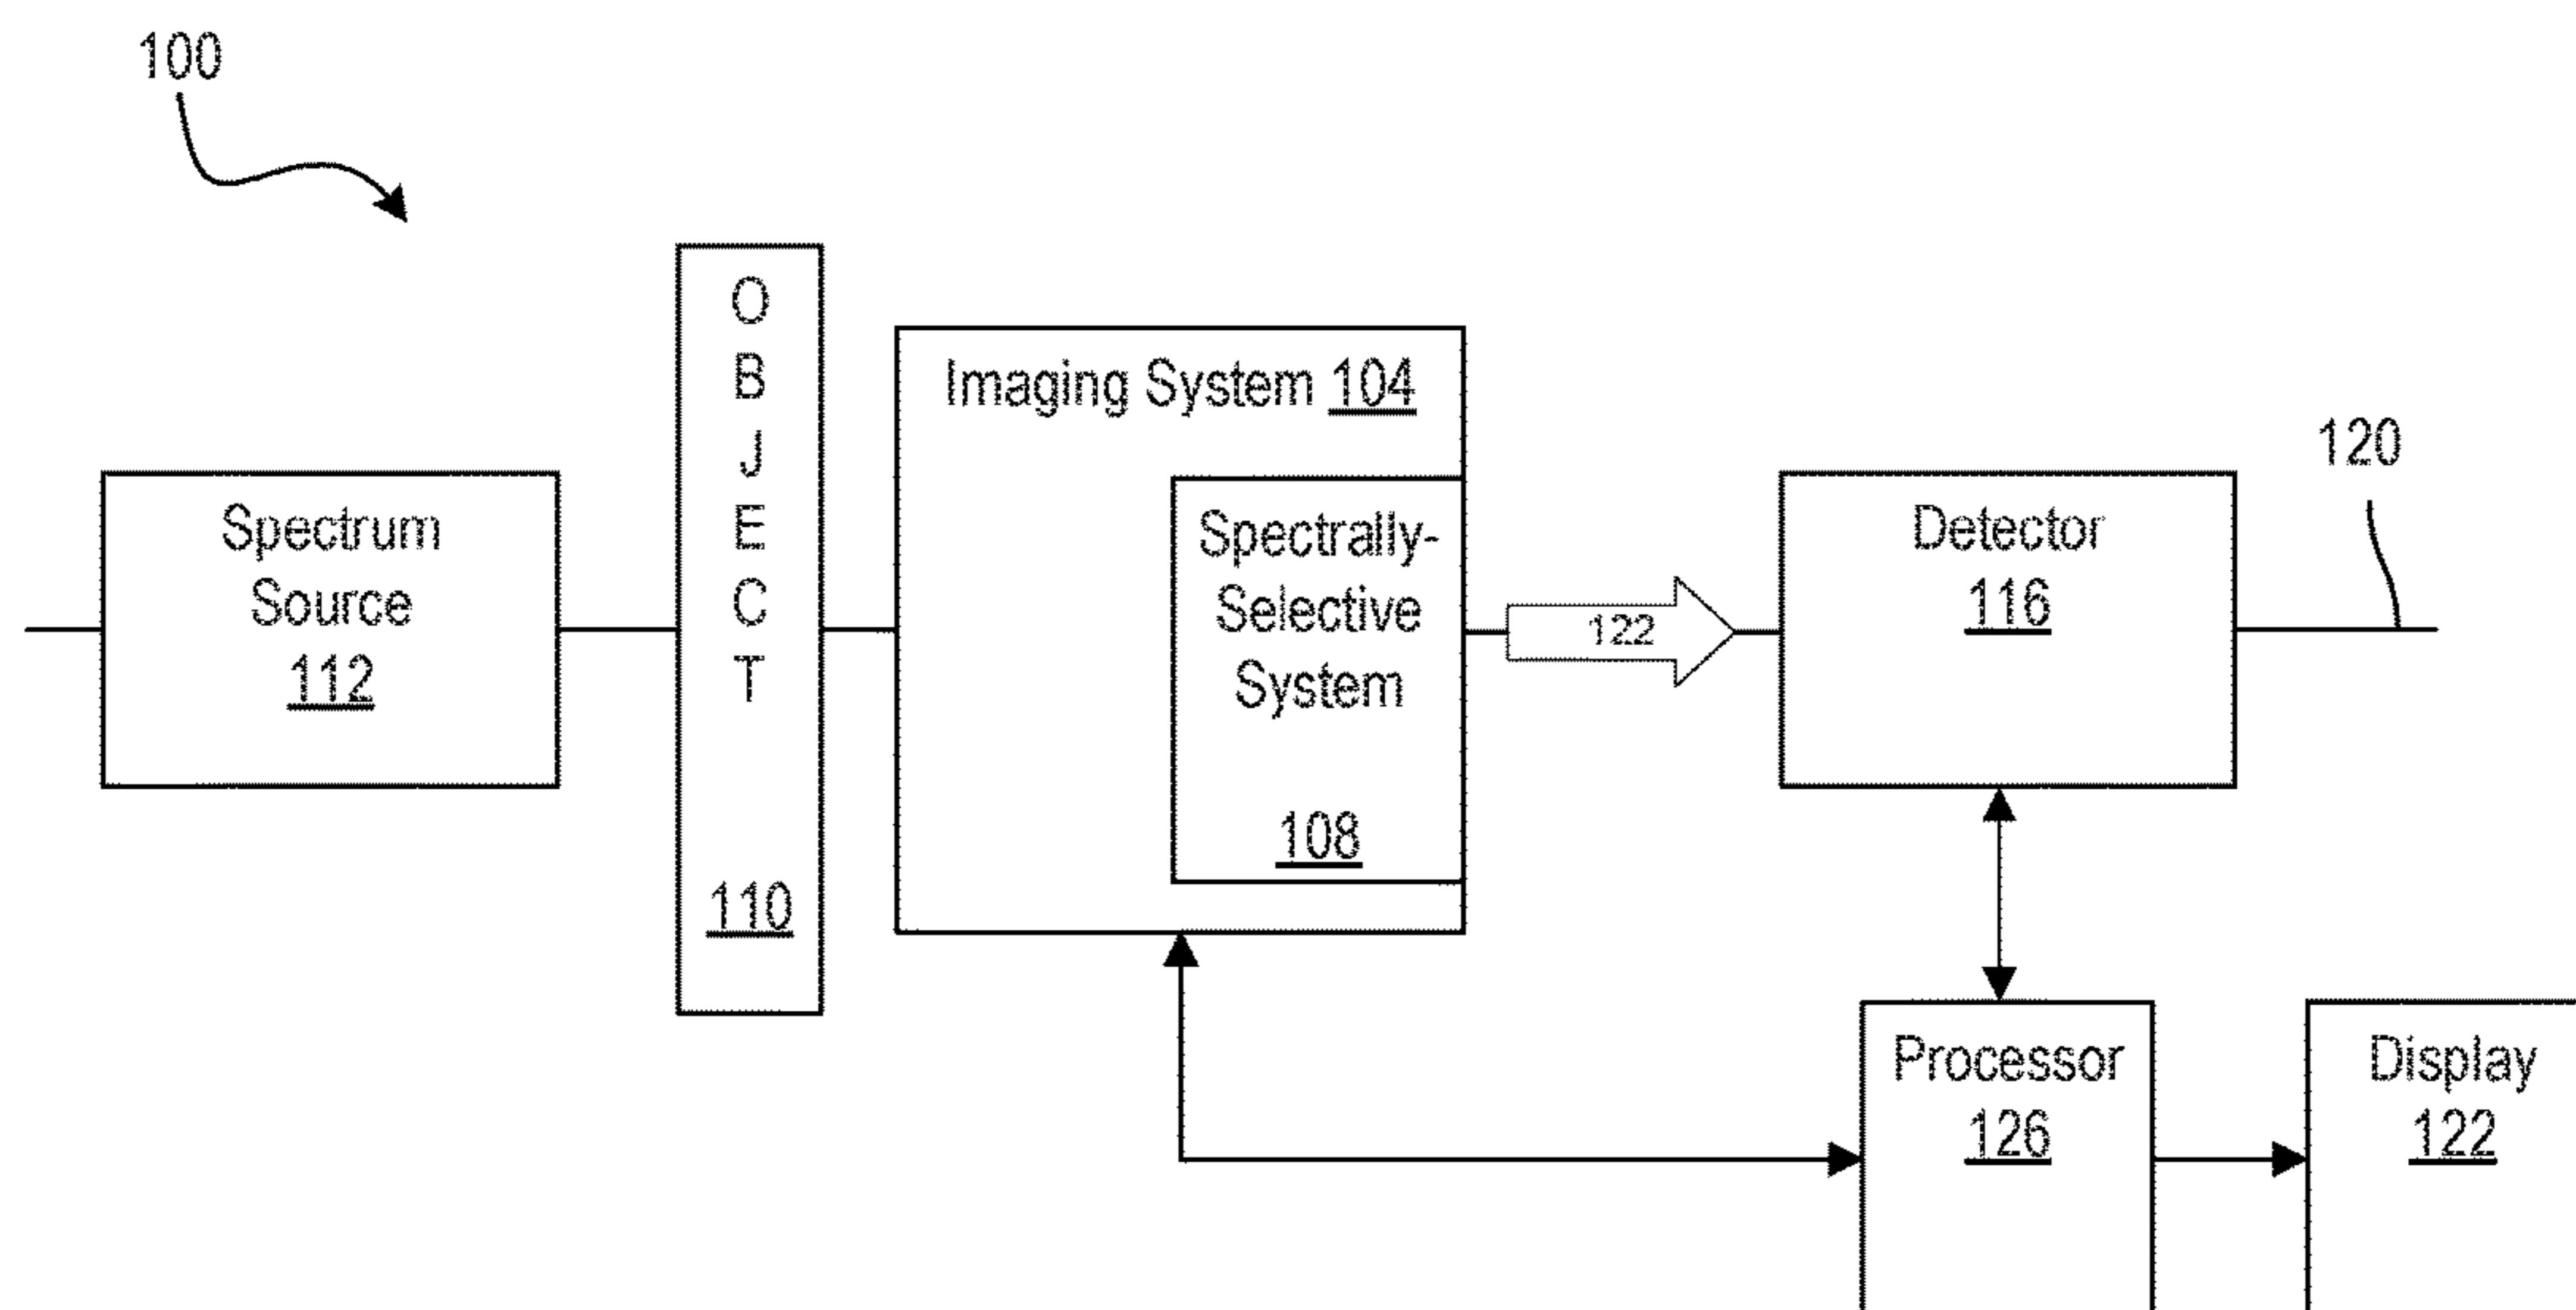 100
Spectrum
Source
112
O
B
J
E
C
T
110
Imaging System 104
Spectrally-
Selective
System
108
122
Detector
116
120
Processor
126
Display
122